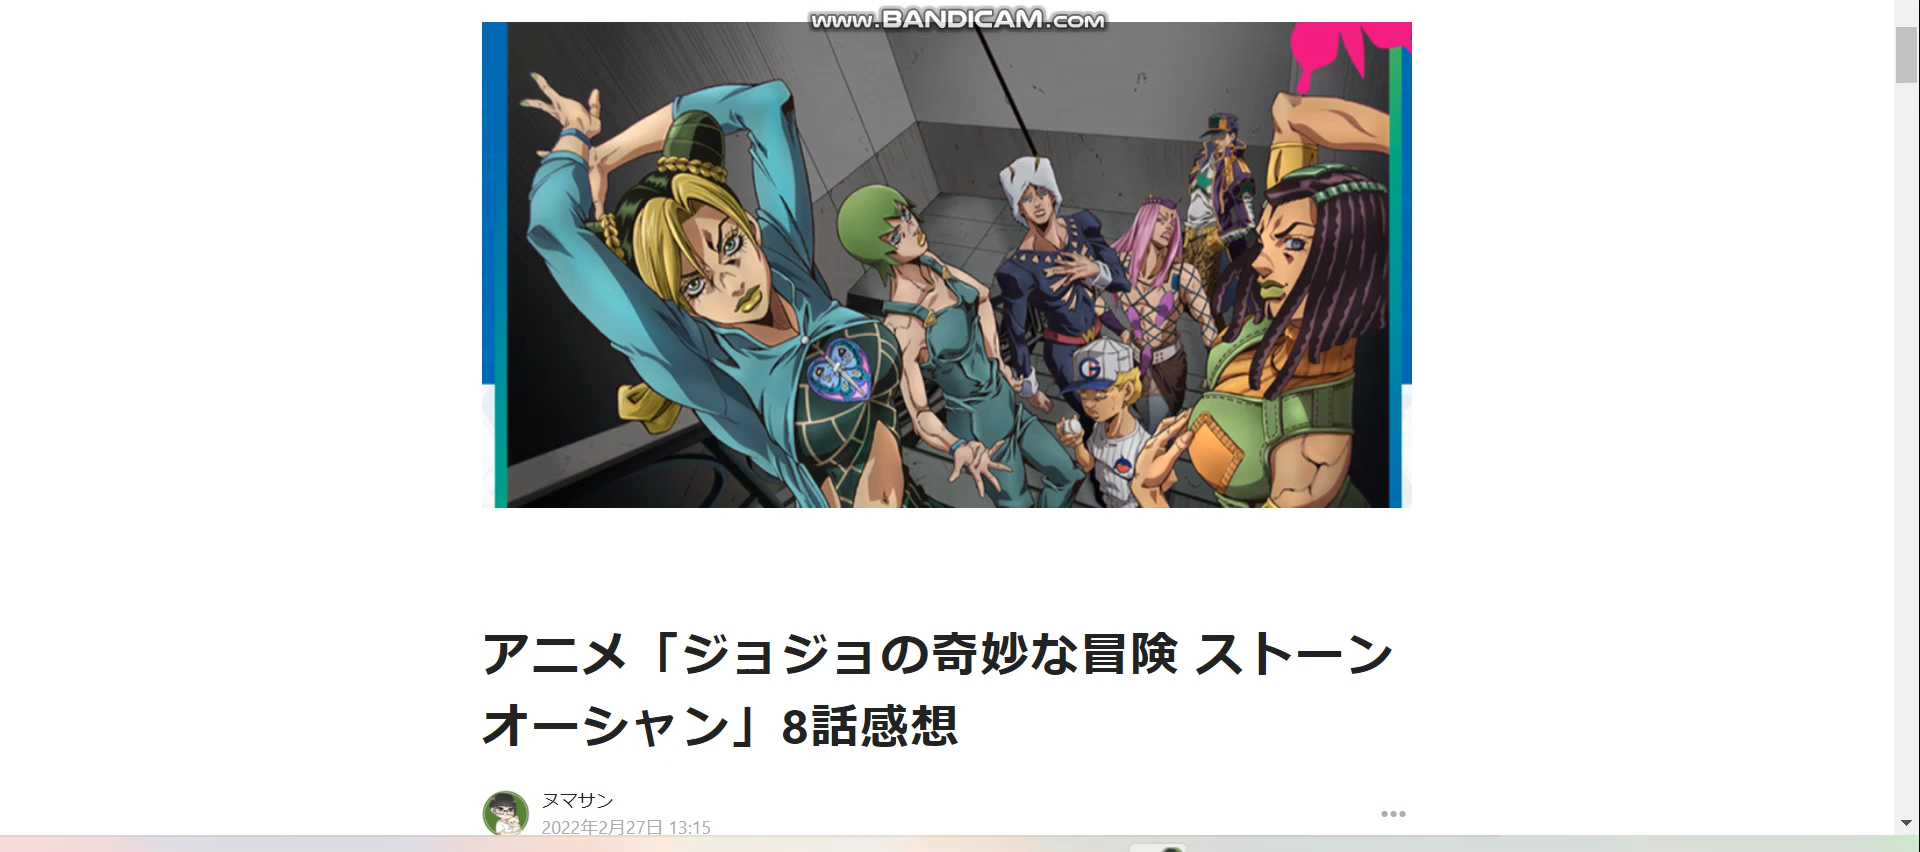 www.BANDICAM.com
G
アニメ「ジョジョの奇妙な冒険 ストーン
オーシャン」8話感想
ヌマサン
2022年2月27日 13:15